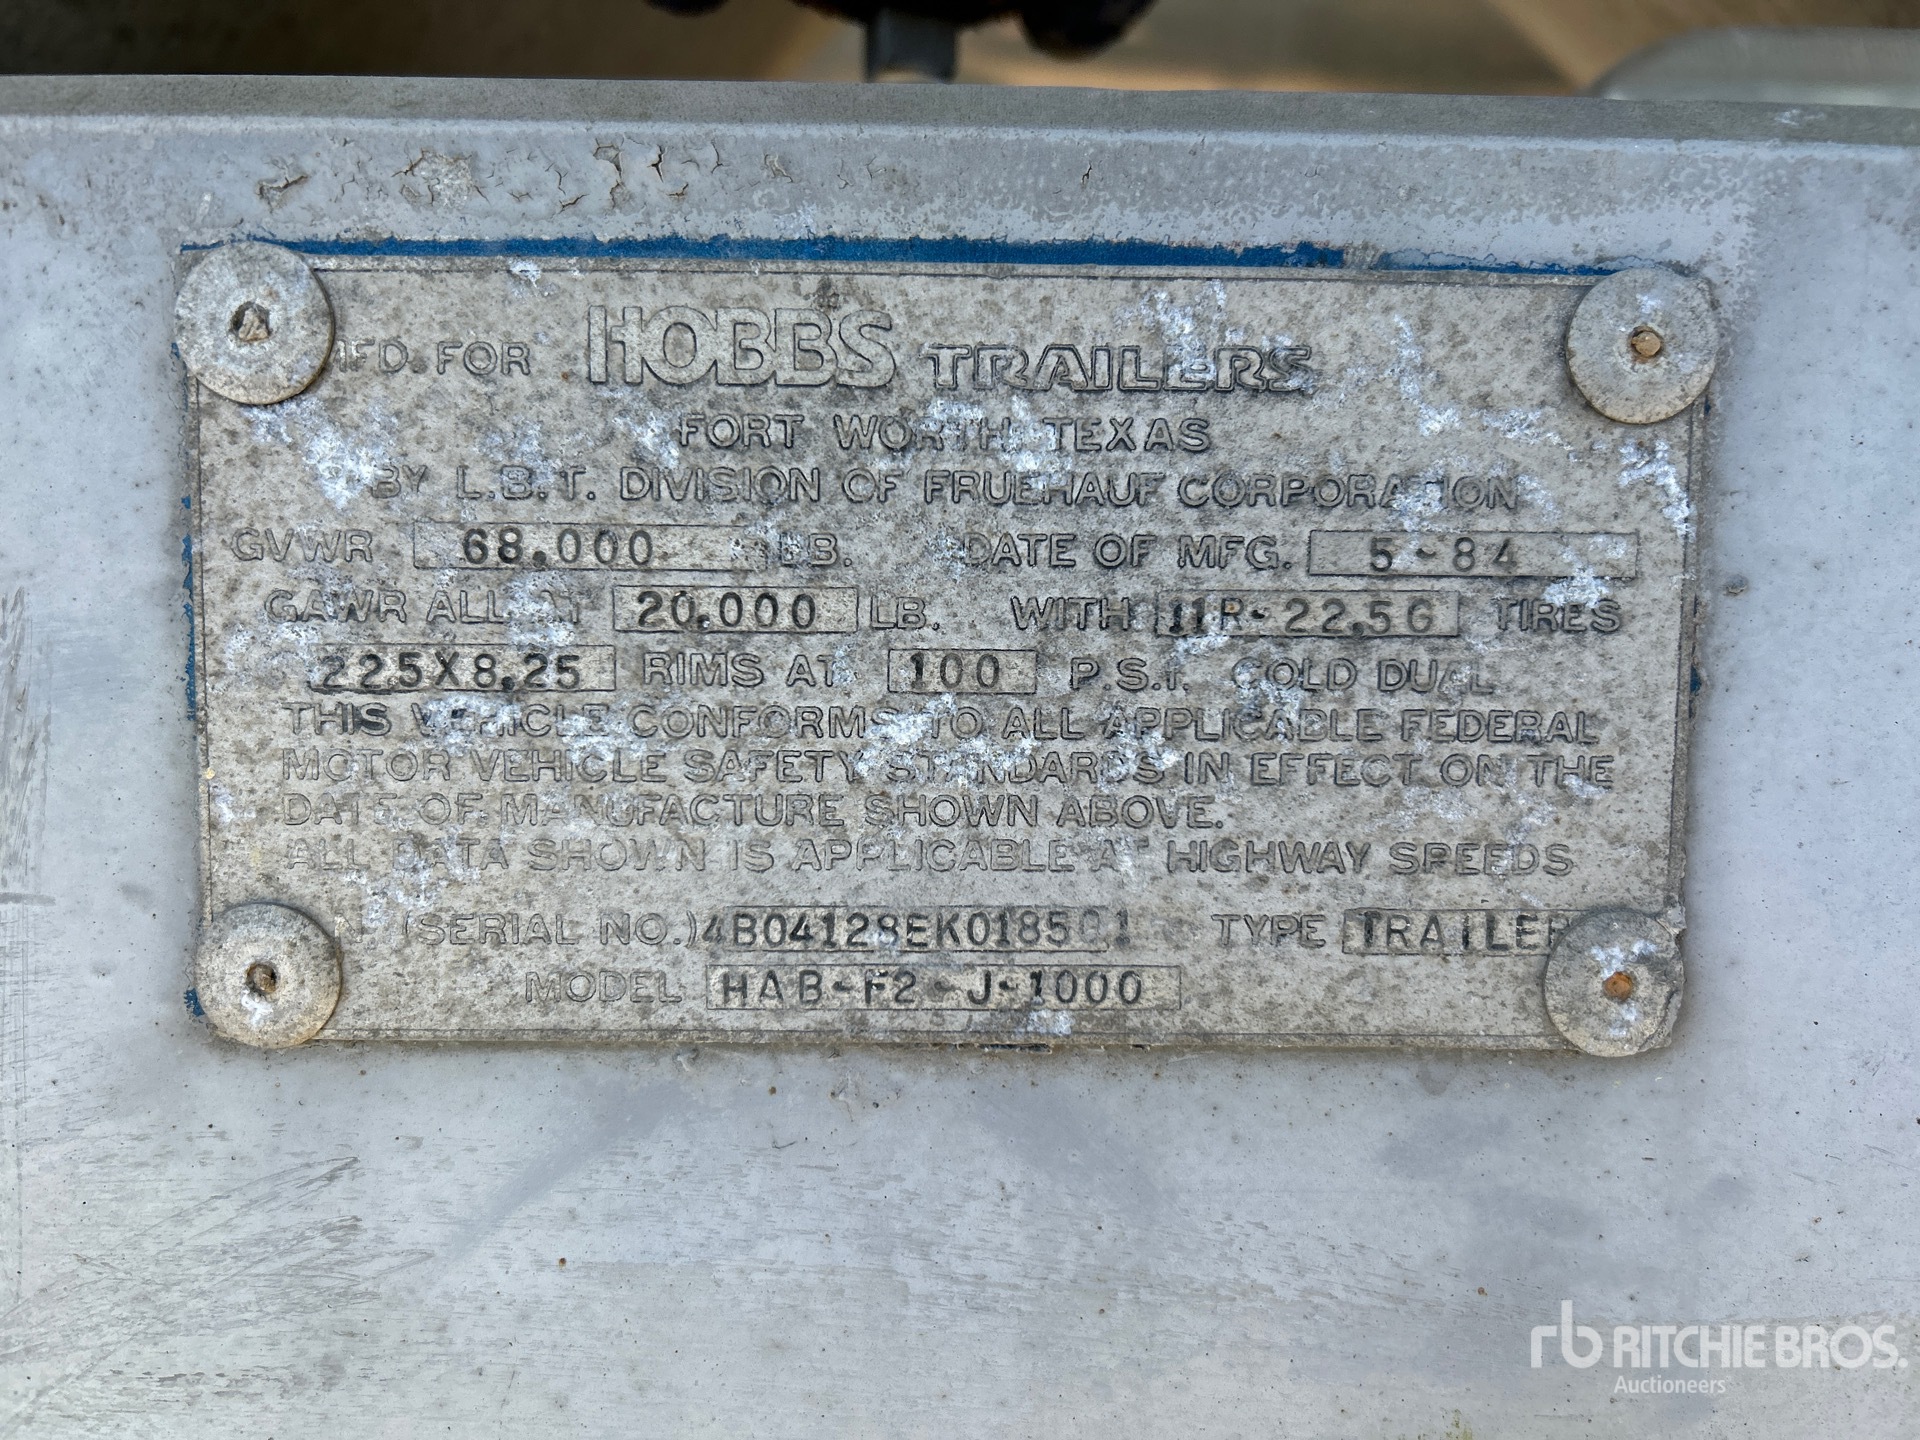 MFD. FOR HOBBS TRAILERS
FORT WORTH TEXAS
BY L.B.T. DIVISION OF FRUEHAUF CORPORATION
GVWR 68,000 LB. DATE OF MFG. 5-84
GAWR ALL AT 20,000 LB. WITH 11R-22.5G TIRES
22.5X8.25 RIMS AT 100 P.S.I. COLD DUAL
THIS VEHICLE CONFORMS TO ALL APPLICABLE FEDERAL
MOTOR VEHICLE SAFETY STANDARDS IN EFFECT ON THE
DATE OF MANUFACTURE SHOWN ABOVE.
ALL DATA SHOWN IS APPLICABLE AT HIGHWAY SPEEDS
(SERIAL NO.) 4B04128EK018501 TYPE TRAILER
MODEL HAB-F2-J-1000
rb RITCHIE BROS.
Auctioneers